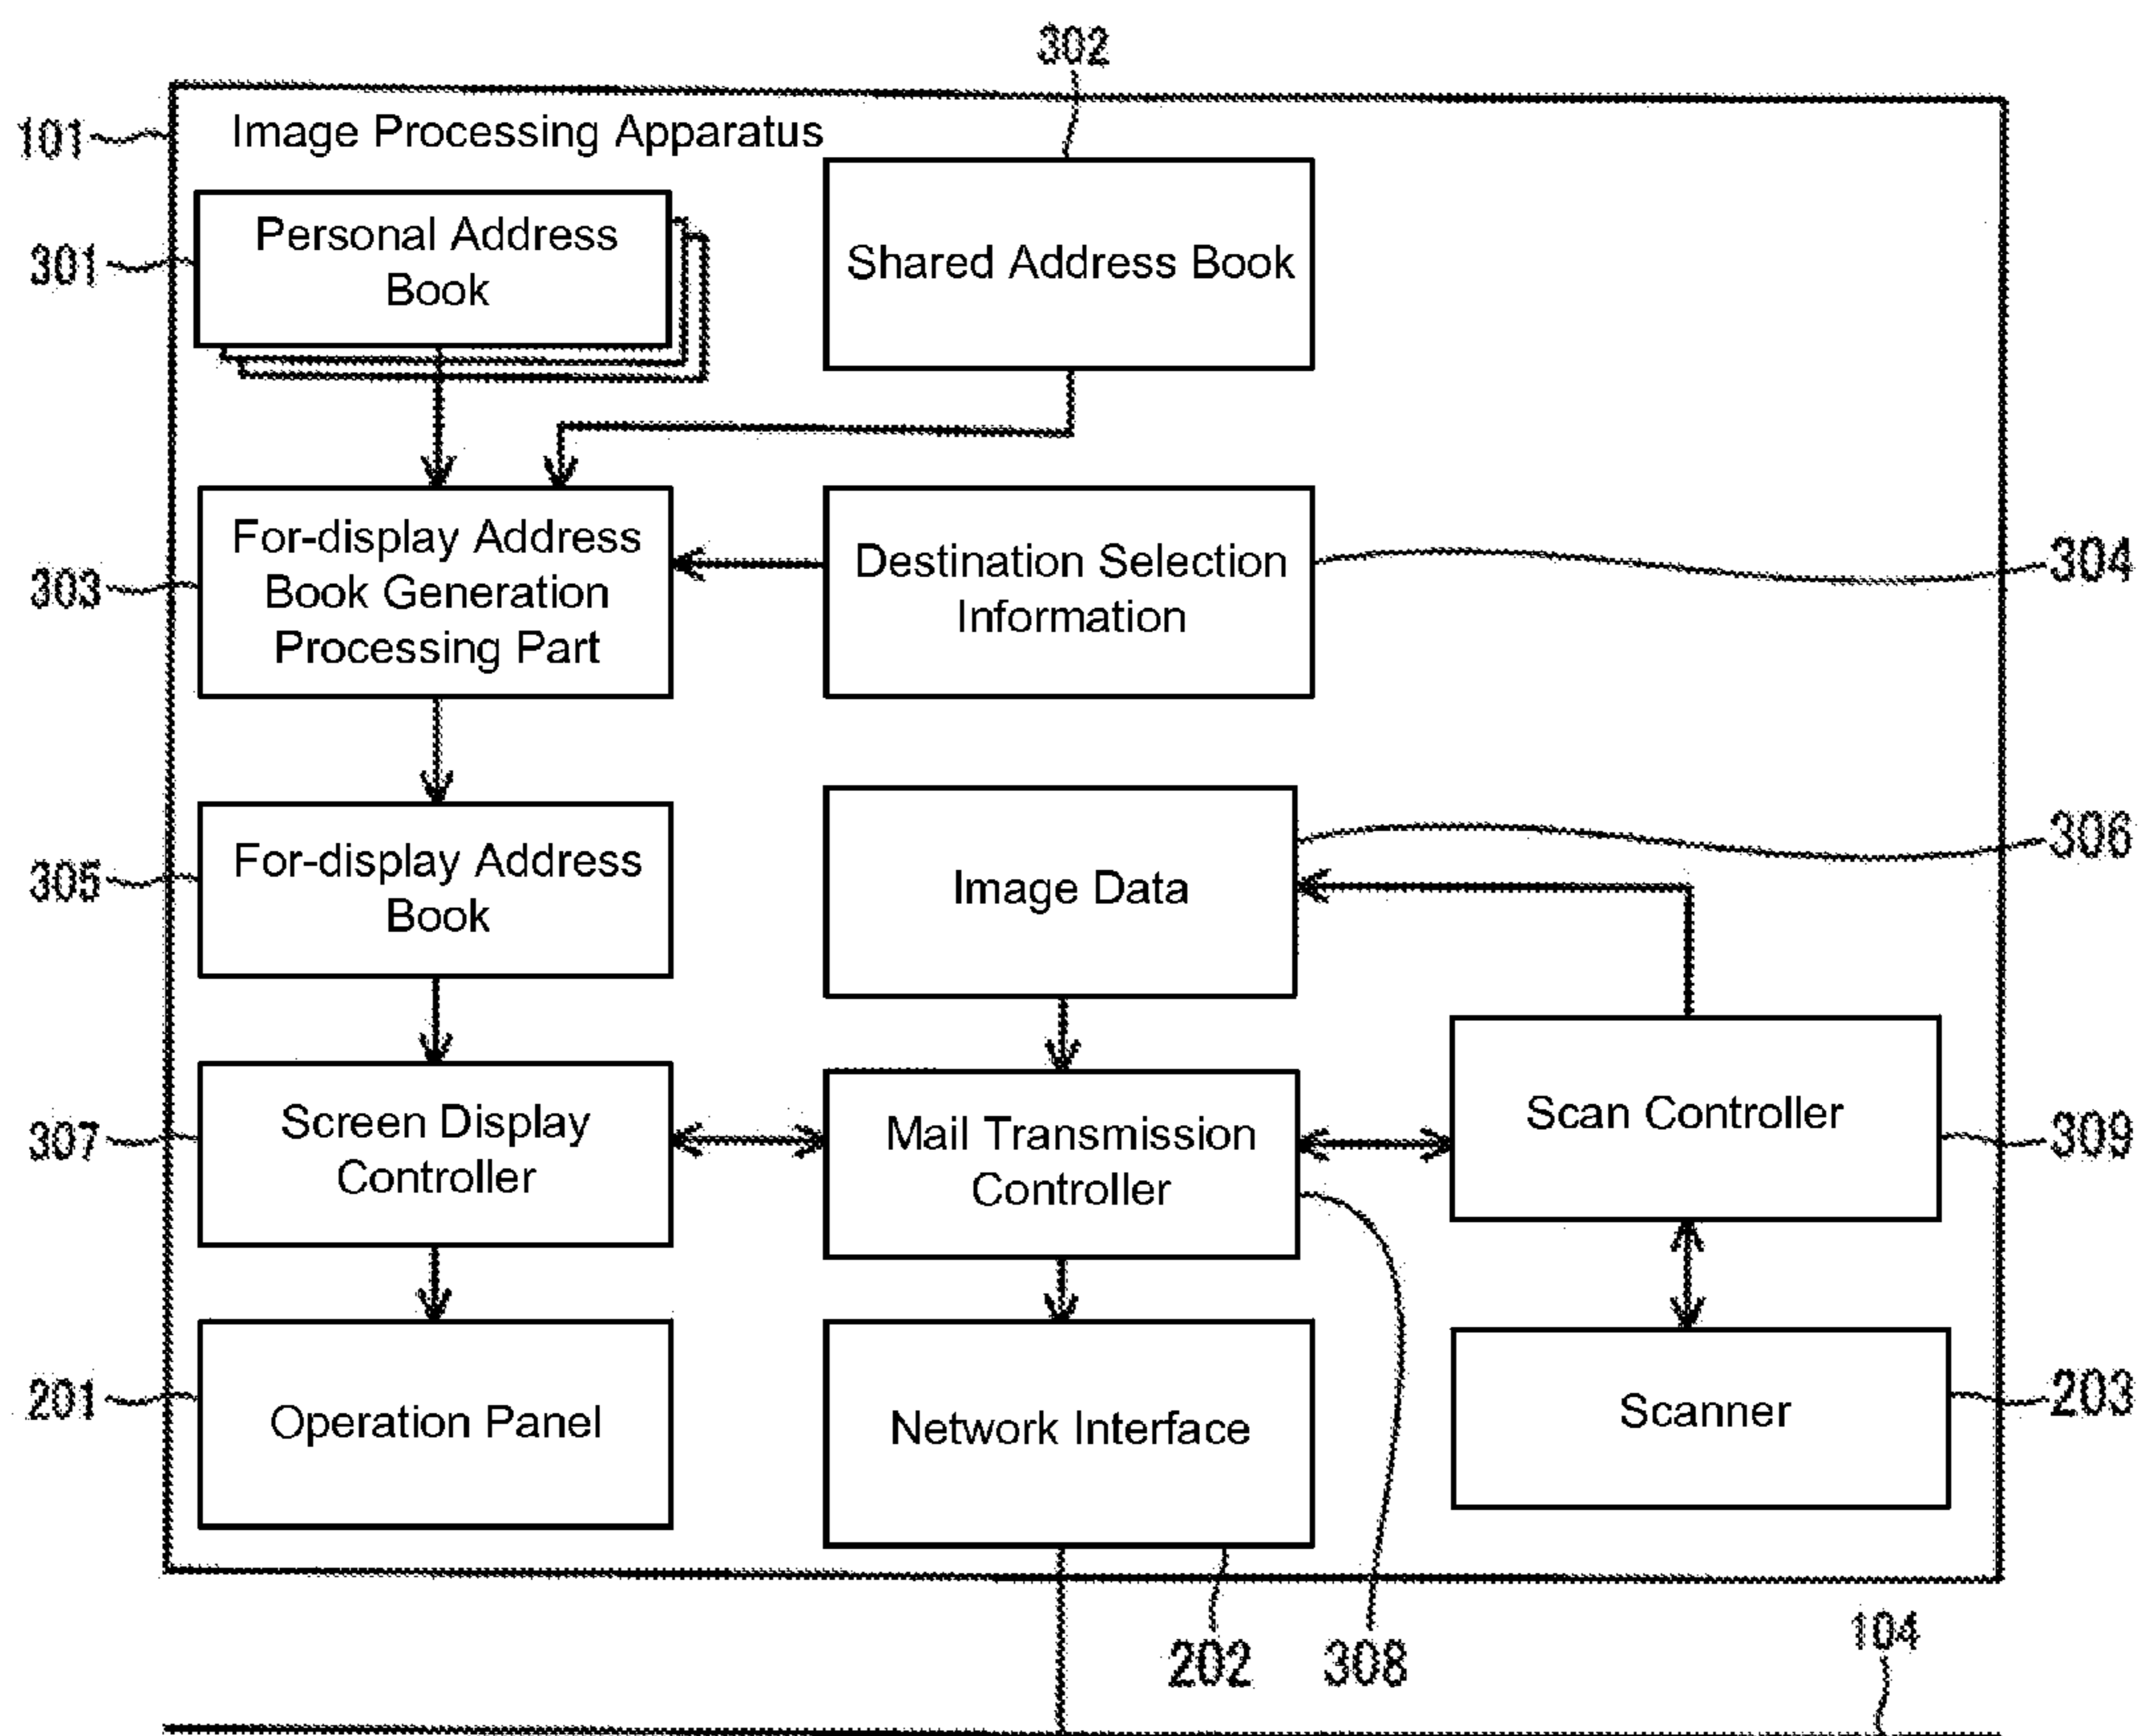 302
101
Image Processing Apparatus
301
Personal Address
Book
Shared Address Book
303
For-display Address
Book Generation
Processing Part
Destination Selection
Information
304
305
For-display Address
Book
Image Data
306
307
Screen Display
Controller
Mail Transmission
Controller
Scan Controller
309
201
Operation Panel
Network Interface
Scanner
203
202
308
104